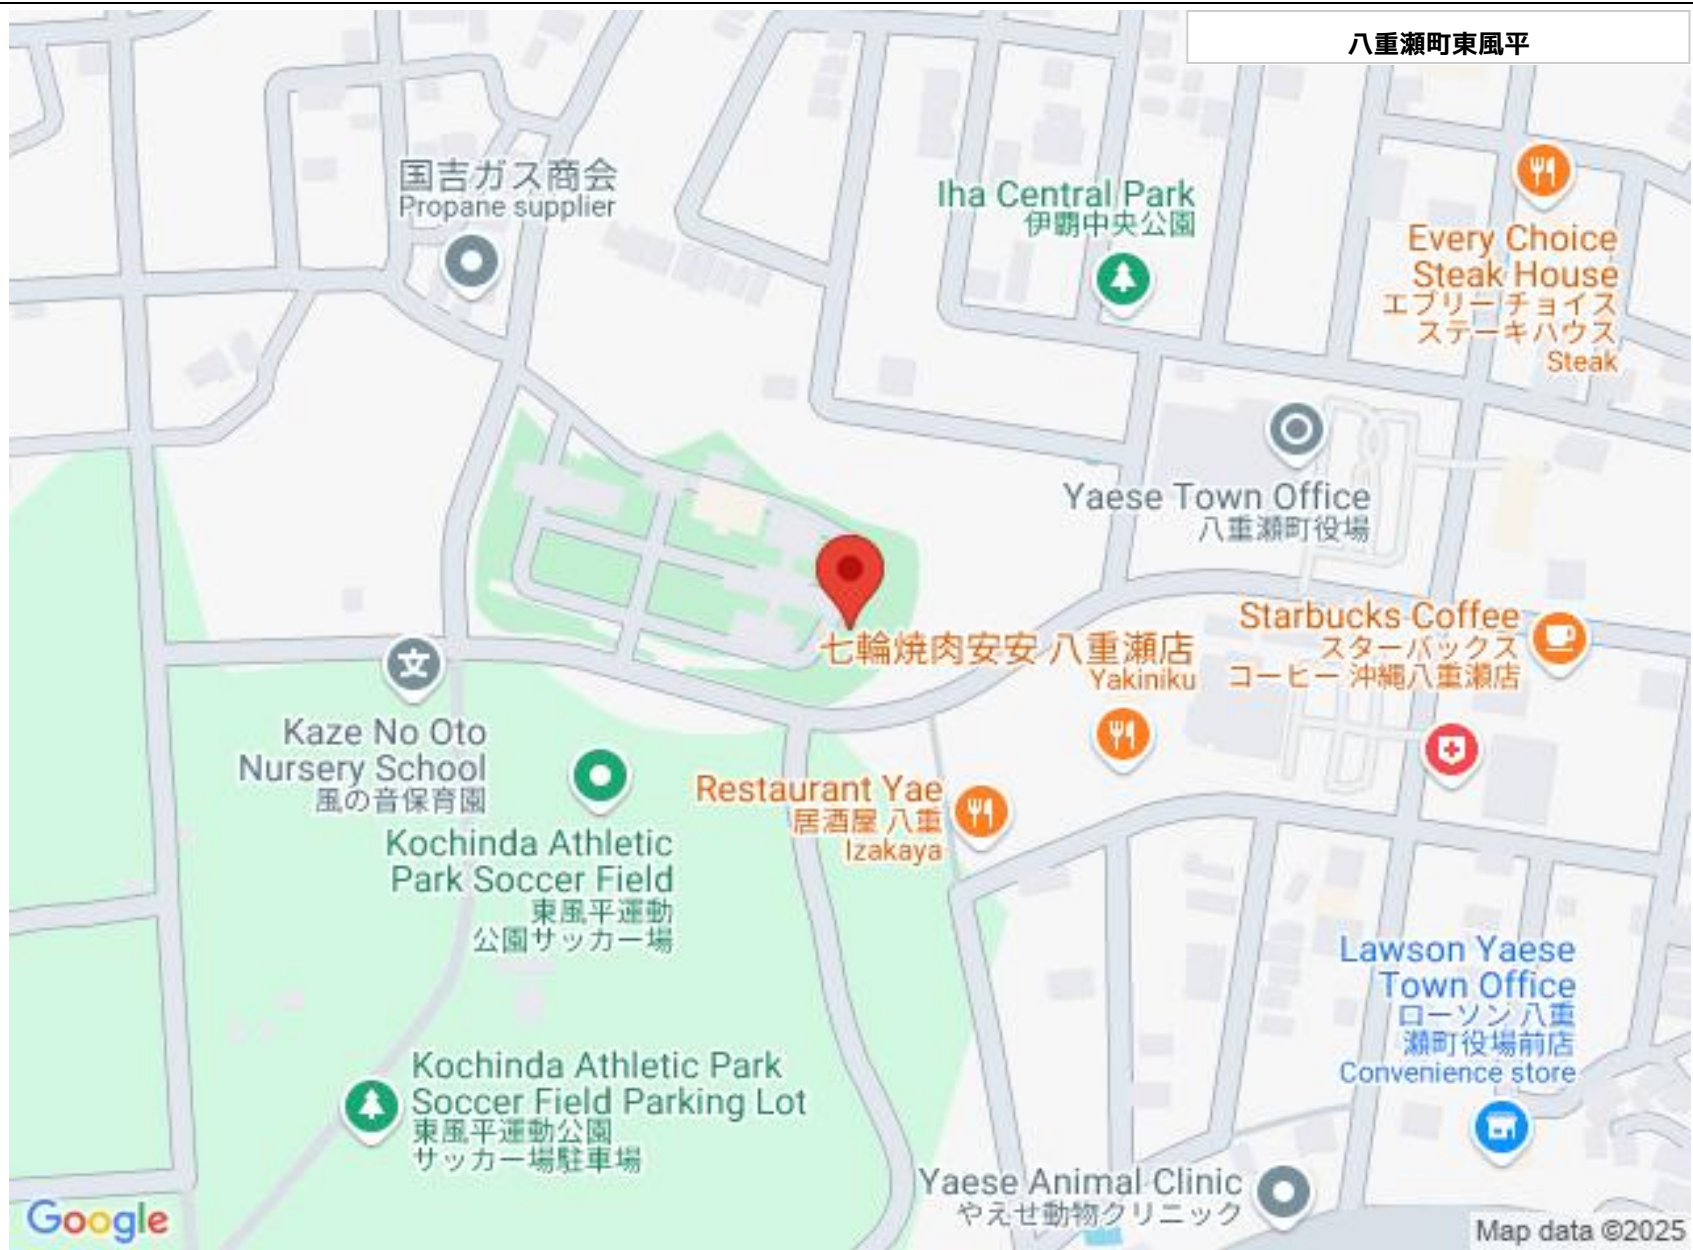 八重瀬町東風平
国吉ガス商会
Propane supplier
Iha Central Park
伊覇中央公園
Every Choice
Steak House
エブリーチョイス
ステーキハウス
Steak
Yaese Town Office
八重瀬町役場
Starbucks Coffee
スターバックス
コーヒー 沖縄八重瀬店
七輪焼肉安安 八重瀬店
Yakiniku
Kaze No Oto
Nursery School
風の音保育園
Restaurant Yae
居酒屋 八重
Izakaya
Kochinda Athletic
Park Soccer Field
東風平運動
公園サッカー場
Lawson Yaese
Town Office
ローソン 八重
瀬町役場前店
Convenience store
Kochinda Athletic Park
Soccer Field Parking Lot
東風平運動公園
サッカー場駐車場
Yaese Animal Clinic
やえせ動物クリニック
Google
Map data ©2025